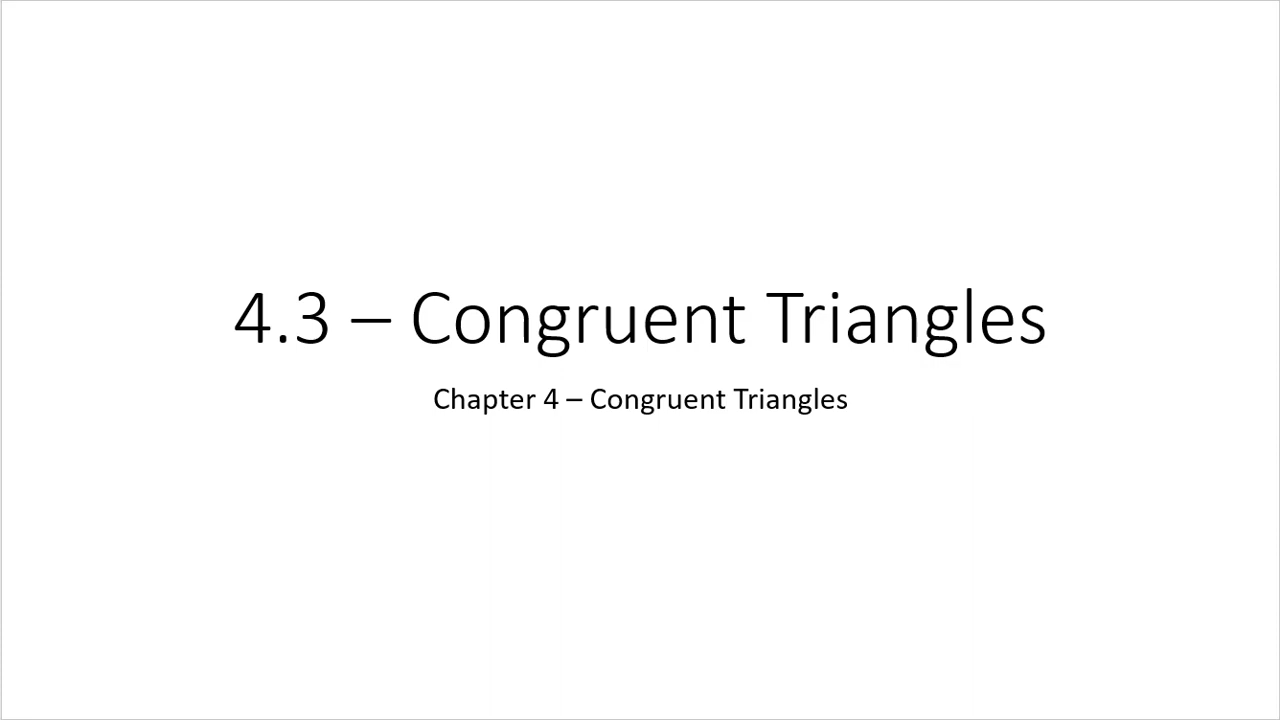 4.3 – Congruent Triangles
Chapter 4 – Congruent Triangles